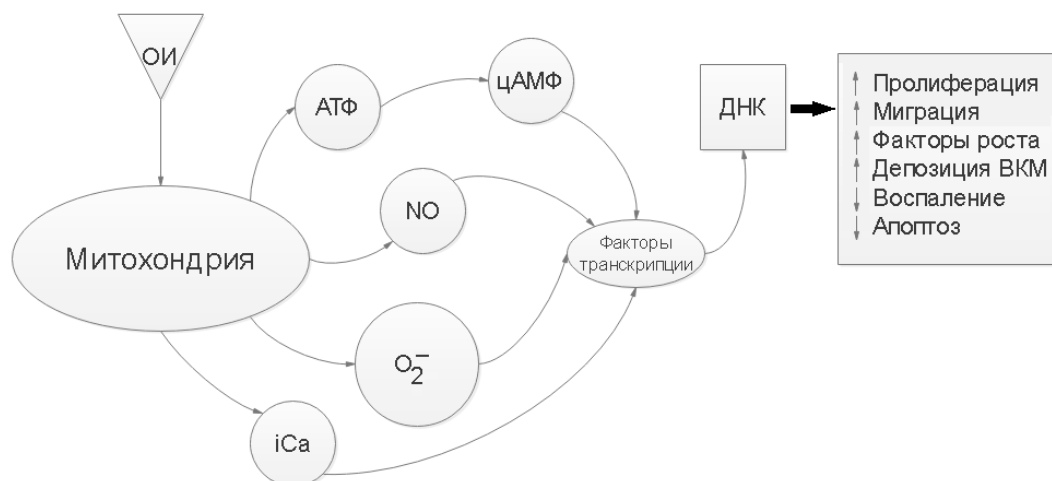 ОИ
АТФ
цАМФ
ДНК
Митохондрия
NO
O₂⁻
iCa
Факторы
транскрипции
↑ Пролиферация
↑ Миграция
↑ Факторы роста
↑ Депозиция ВКМ
↓ Воспаление
↓ Апоптоз